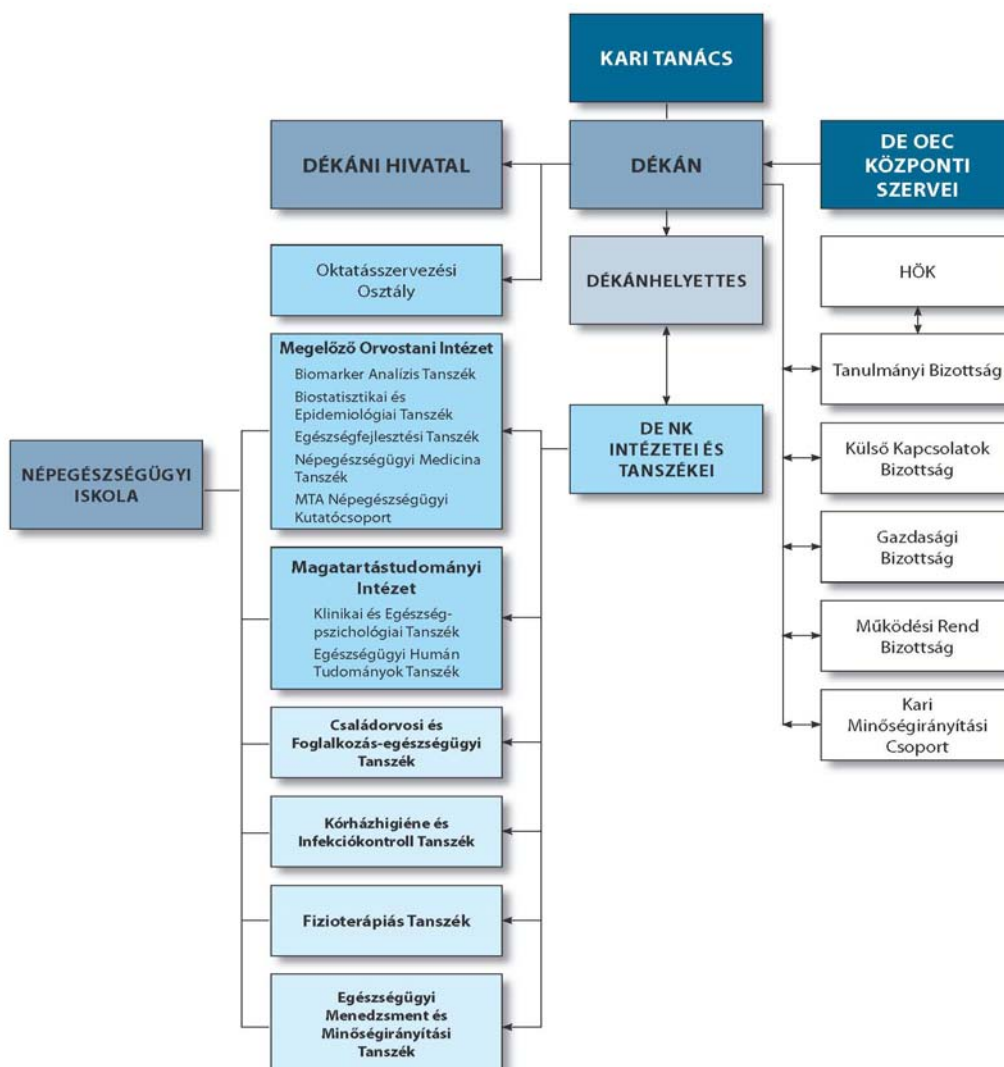 KARI TANÁCS
DÉKÁNI HIVATAL
DÉKÁN
DE OEC
KÖZPONTI
SZERVEI
Oktatásszervezési
Osztály
DÉKÁNHELYETTES
HÖK
Megelőző Orvostani Intézet
Biomarker Analízis Tanszék
Biostatisztikai és
Epidemiológiai Tanszék
Egészségfejlesztési Tanszék
Népegészségügyi Medicina
Tanszék
MTA Népegészségügyi
Kutatócsoport
DE NK
INTÉZETEI ÉS
TANSZÉKEI
Tanulmányi Bizottság
Külső Kapcsolatok
Bizottság
NÉPEGÉSZSÉGÜGYI
ISKOLA
Gazdasági
Bizottság
Magatartástudományi
Intézet
Klinikai és Egészség-
pszichológiai Tanszék
Egészségügyi Humán
Tudományok Tanszék
Működési Rend
Bizottság
Kari
Minőségirányítási
Csoport
Családorvosi és
Foglalkozás-egészségügyi
Tanszék
Kórházhigiéne és
Infekciókontroll Tanszék
Fizioterápiás Tanszék
Egészségügyi
Menedzsment és
Minőségirányítási
Tanszék